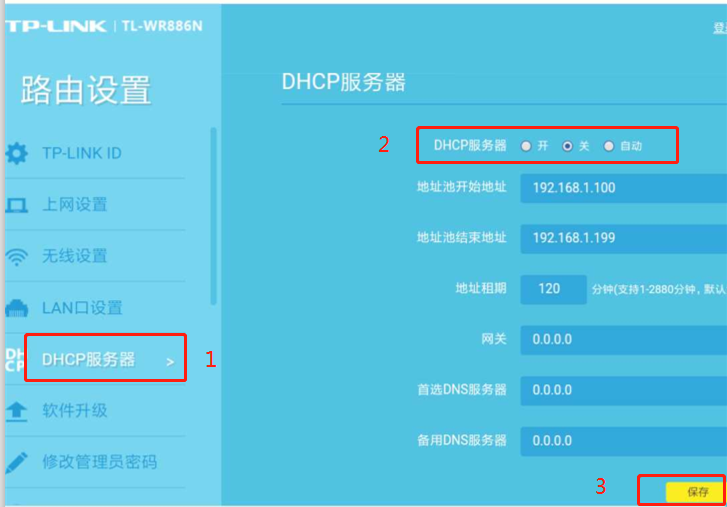 TP-LINK | TL-WR886N
路由设置
TP-LINK ID
上网设置
无线设置
LAN口设置
DHCP服务器 >
1
软件升级
修改管理员密码
DHCP服务器
2
DHCP服务器 开 关 自动
地址池开始地址 192.168.1.100
地址池结束地址 192.168.1.199
地址租期 120 分钟(支持1-2880分钟，默认
网关 0.0.0.0
首选DNS服务器 0.0.0.0
备用DNS服务器 0.0.0.0
3
保存